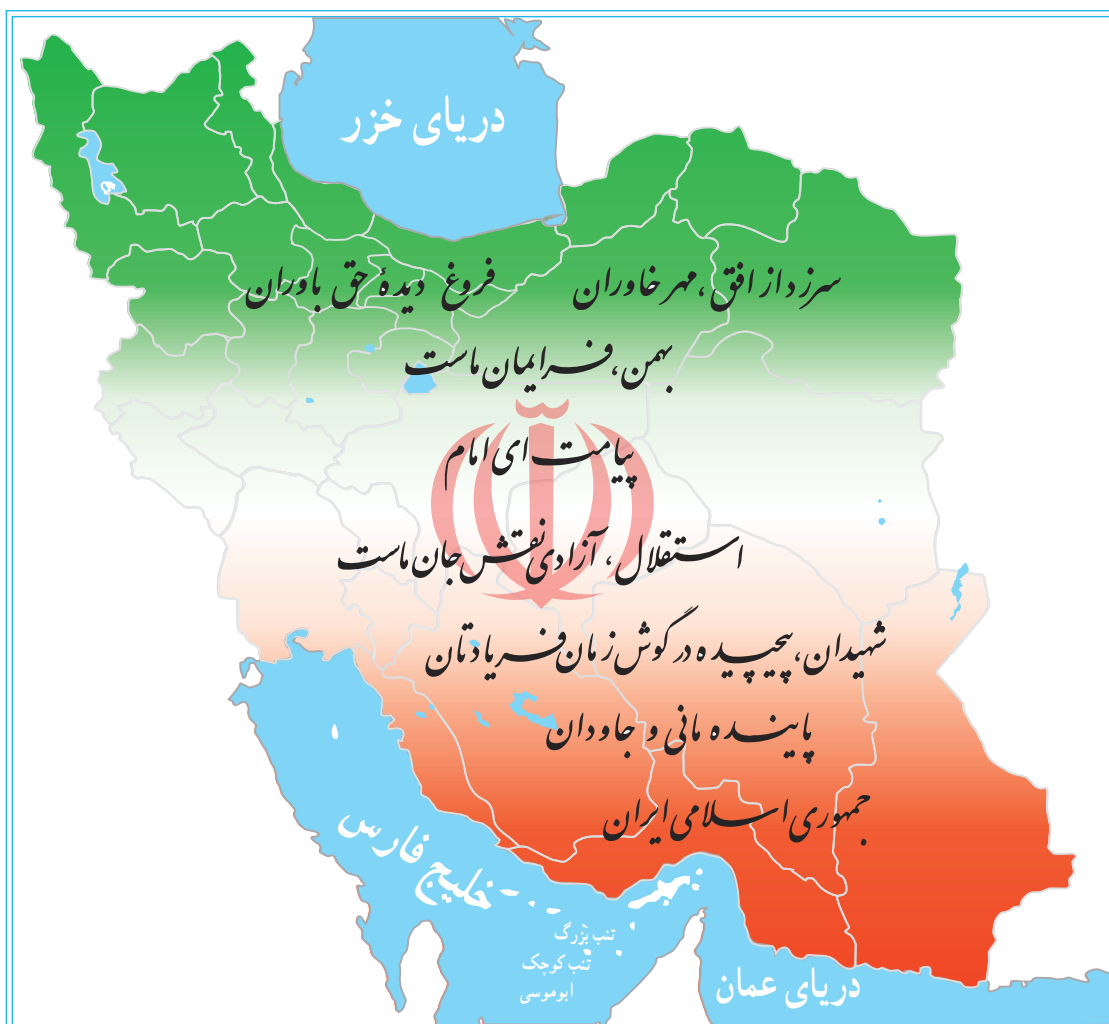 دریای خزر
سر زد از افق، مهر خاوران فروغ دیدهٔ حق باوران
بهمن، فر ایمان ماست
پیامت ای امام
استقلال، آزادی نقش جان ماست
شهیدان، پیچیده در گوش زمان فریادتان
پاینده مانی و جاودان
جمهوری اسلامی ایران
خلیج فارس
تنب بزرگ
تنب کوچک
ابوموسی
دریای عمان